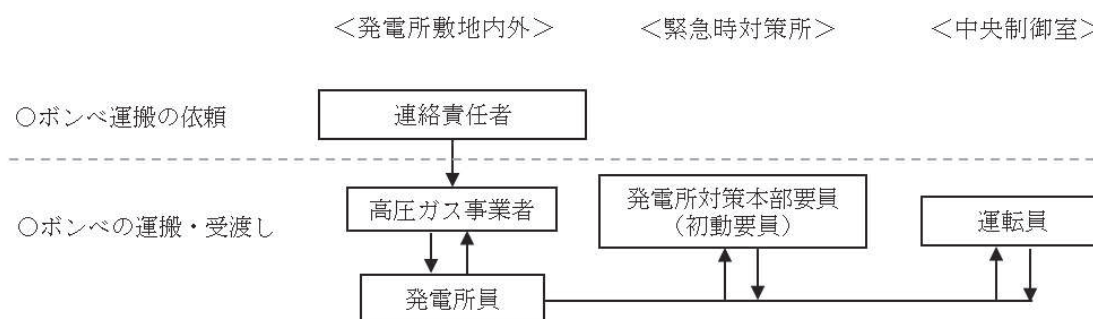 ＜発電所敷地内外＞ ＜緊急時対策所＞ ＜中央制御室＞
○ボンベ運搬の依頼
連絡責任者
○ボンベの運搬・受渡し
高圧ガス事業者
発電所対策本部要員
（初動要員）
運転員
発電所員